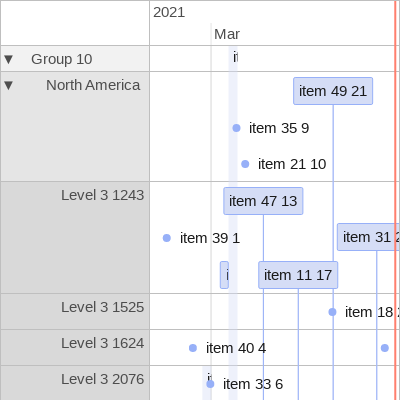 2021
Mar
▼ Group 10
▼ North America
item 49 21
item 35 9
item 21 10
Level 3 1243
item 47 13
item 39 1
item 31
item 11 17
Level 3 1525
item 18
Level 3 1624
item 40 4
Level 3 2076
item 33 6